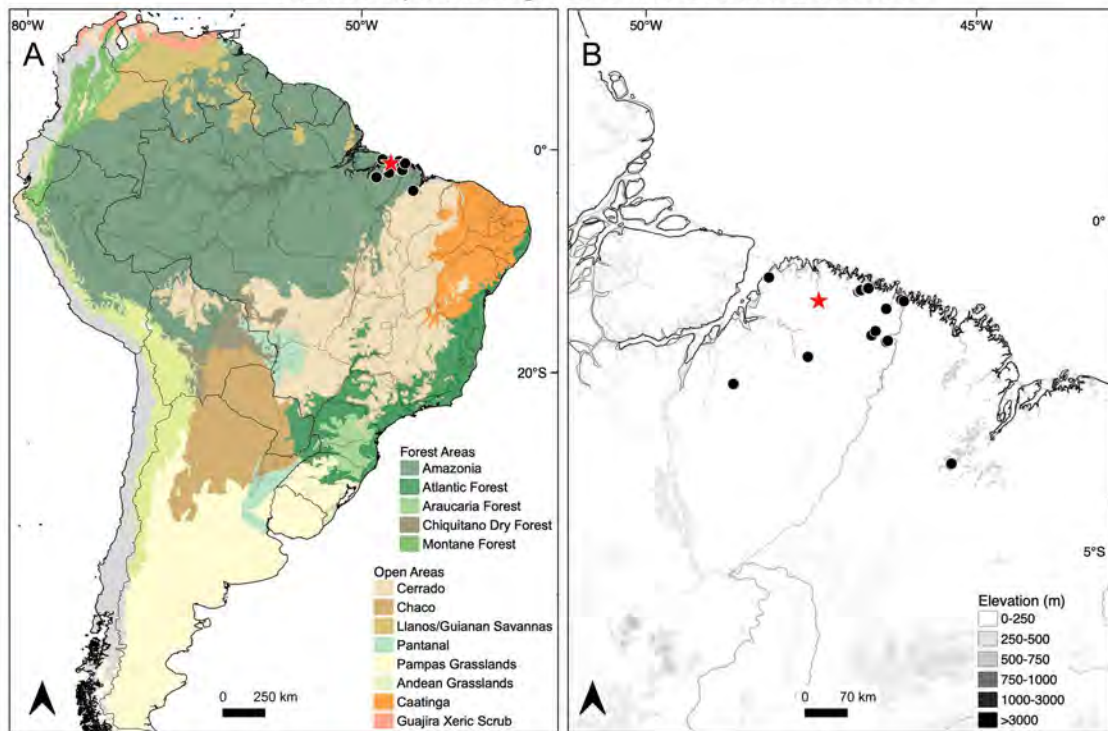 80°W
50°W
A
0°
20°S
Forest Areas
Amazonia
Atlantic Forest
Araucaria Forest
Chiquitano Dry Forest
Montane Forest
Open Areas
Cerrado
Chaco
Llanos/Guianan Savannas
Pantanal
Pampas Grasslands
Andean Grasslands
Caatinga
Guajira Xeric Scrub
0 250 km
50°W
45°W
B
0°
5°S
Elevation (m)
0-250
250-500
500-750
750-1000
1000-3000
>3000
0 70 km